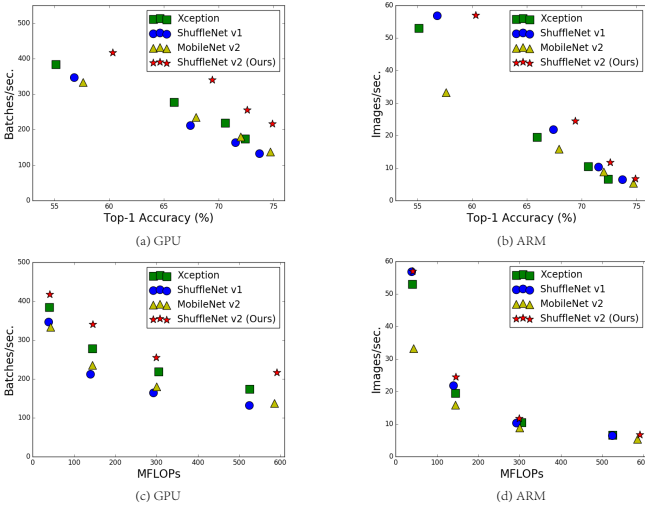 Batches/sec.
500
400
300
200
100
0
Xception
ShuffleNet v1
MobileNet v2
ShuffleNet v2 (Ours)
55 60 65 70 75
Top-1 Accuracy (%)
(a) GPU
Images/sec.
60
50
40
30
20
10
0
Xception
ShuffleNet v1
MobileNet v2
ShuffleNet v2 (Ours)
55 60 65 70 75
Top-1 Accuracy (%)
(b) ARM
Batches/sec.
500
400
300
200
100
0
Xception
ShuffleNet v1
MobileNet v2
ShuffleNet v2 (Ours)
0 100 200 300 400 500 600
MFLOPs
(c) GPU
Images/sec.
60
50
40
30
20
10
0
Xception
ShuffleNet v1
MobileNet v2
ShuffleNet v2 (Ours)
0 100 200 300 400 500 600
MFLOPs
(d) ARM